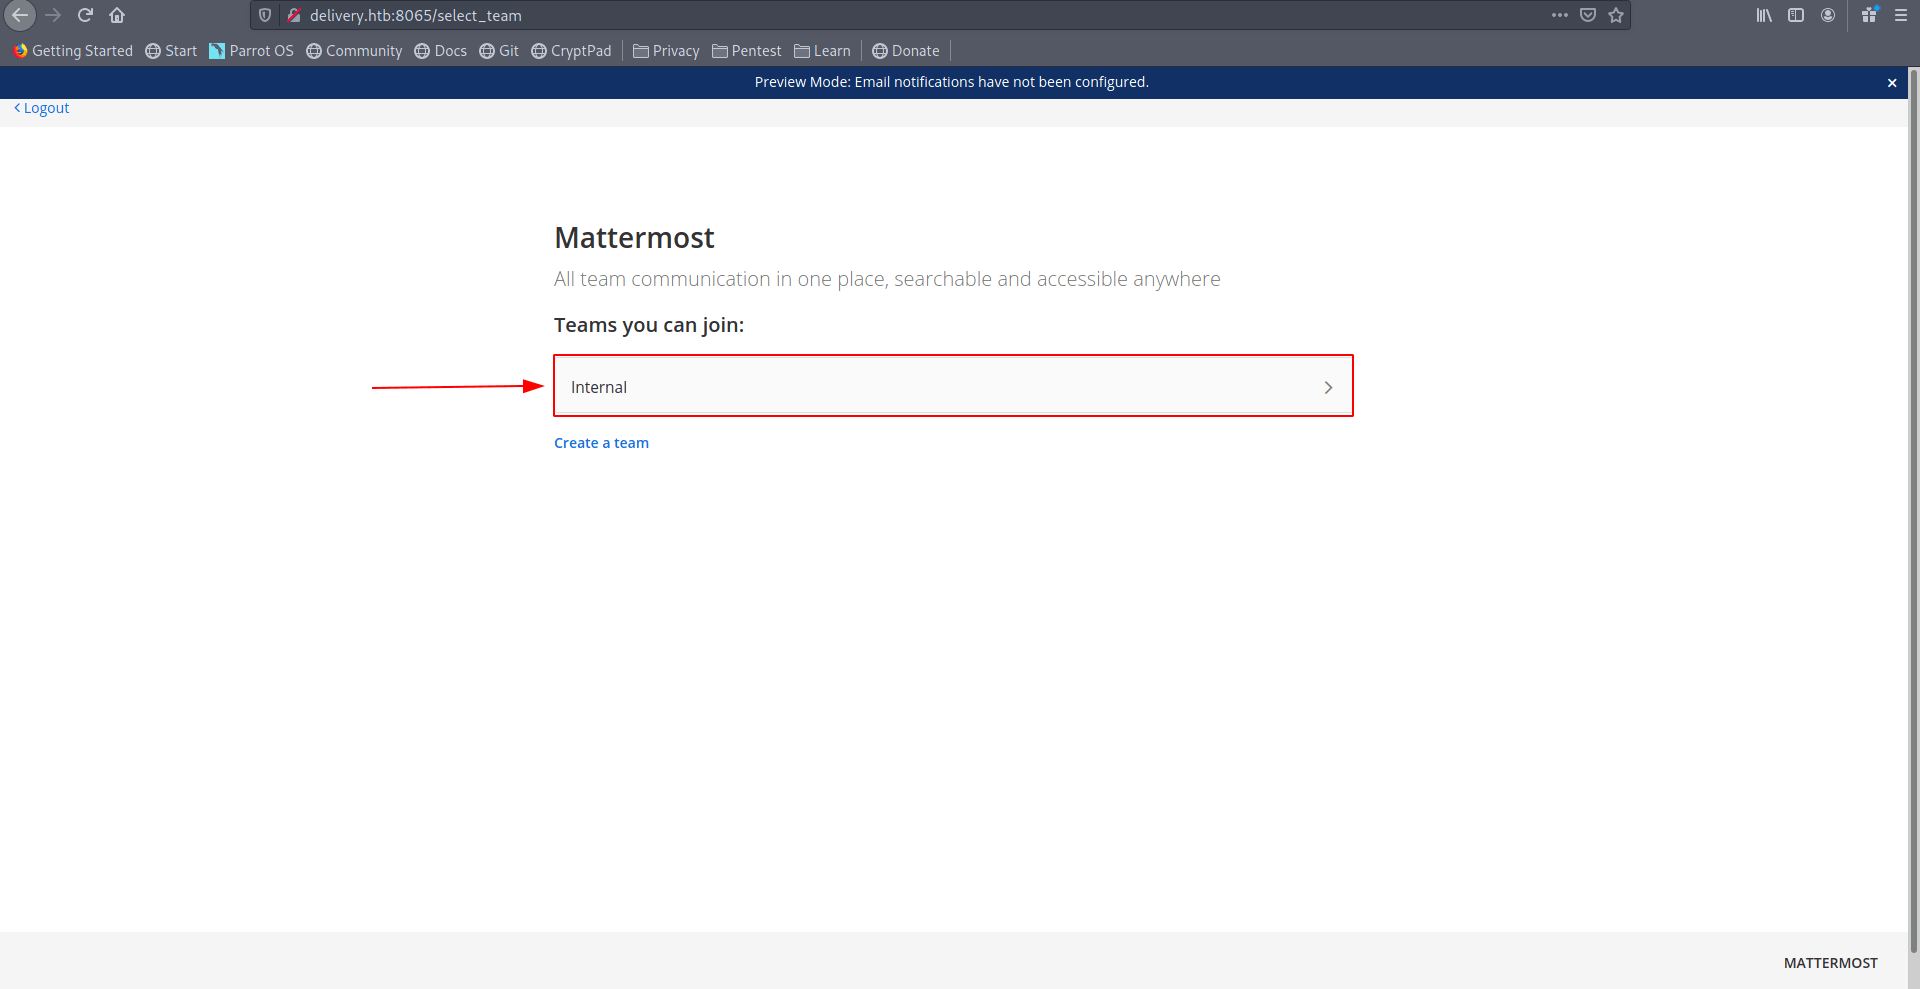 delivery.htb:8065/select_team
Getting Started Start Parrot OS Community Docs Git CryptPad Privacy Pentest Learn Donate
Preview Mode: Email notifications have not been configured.
Logout
Mattermost
All team communication in one place, searchable and accessible anywhere
Teams you can join:
Internal
Create a team
MATTERMOST